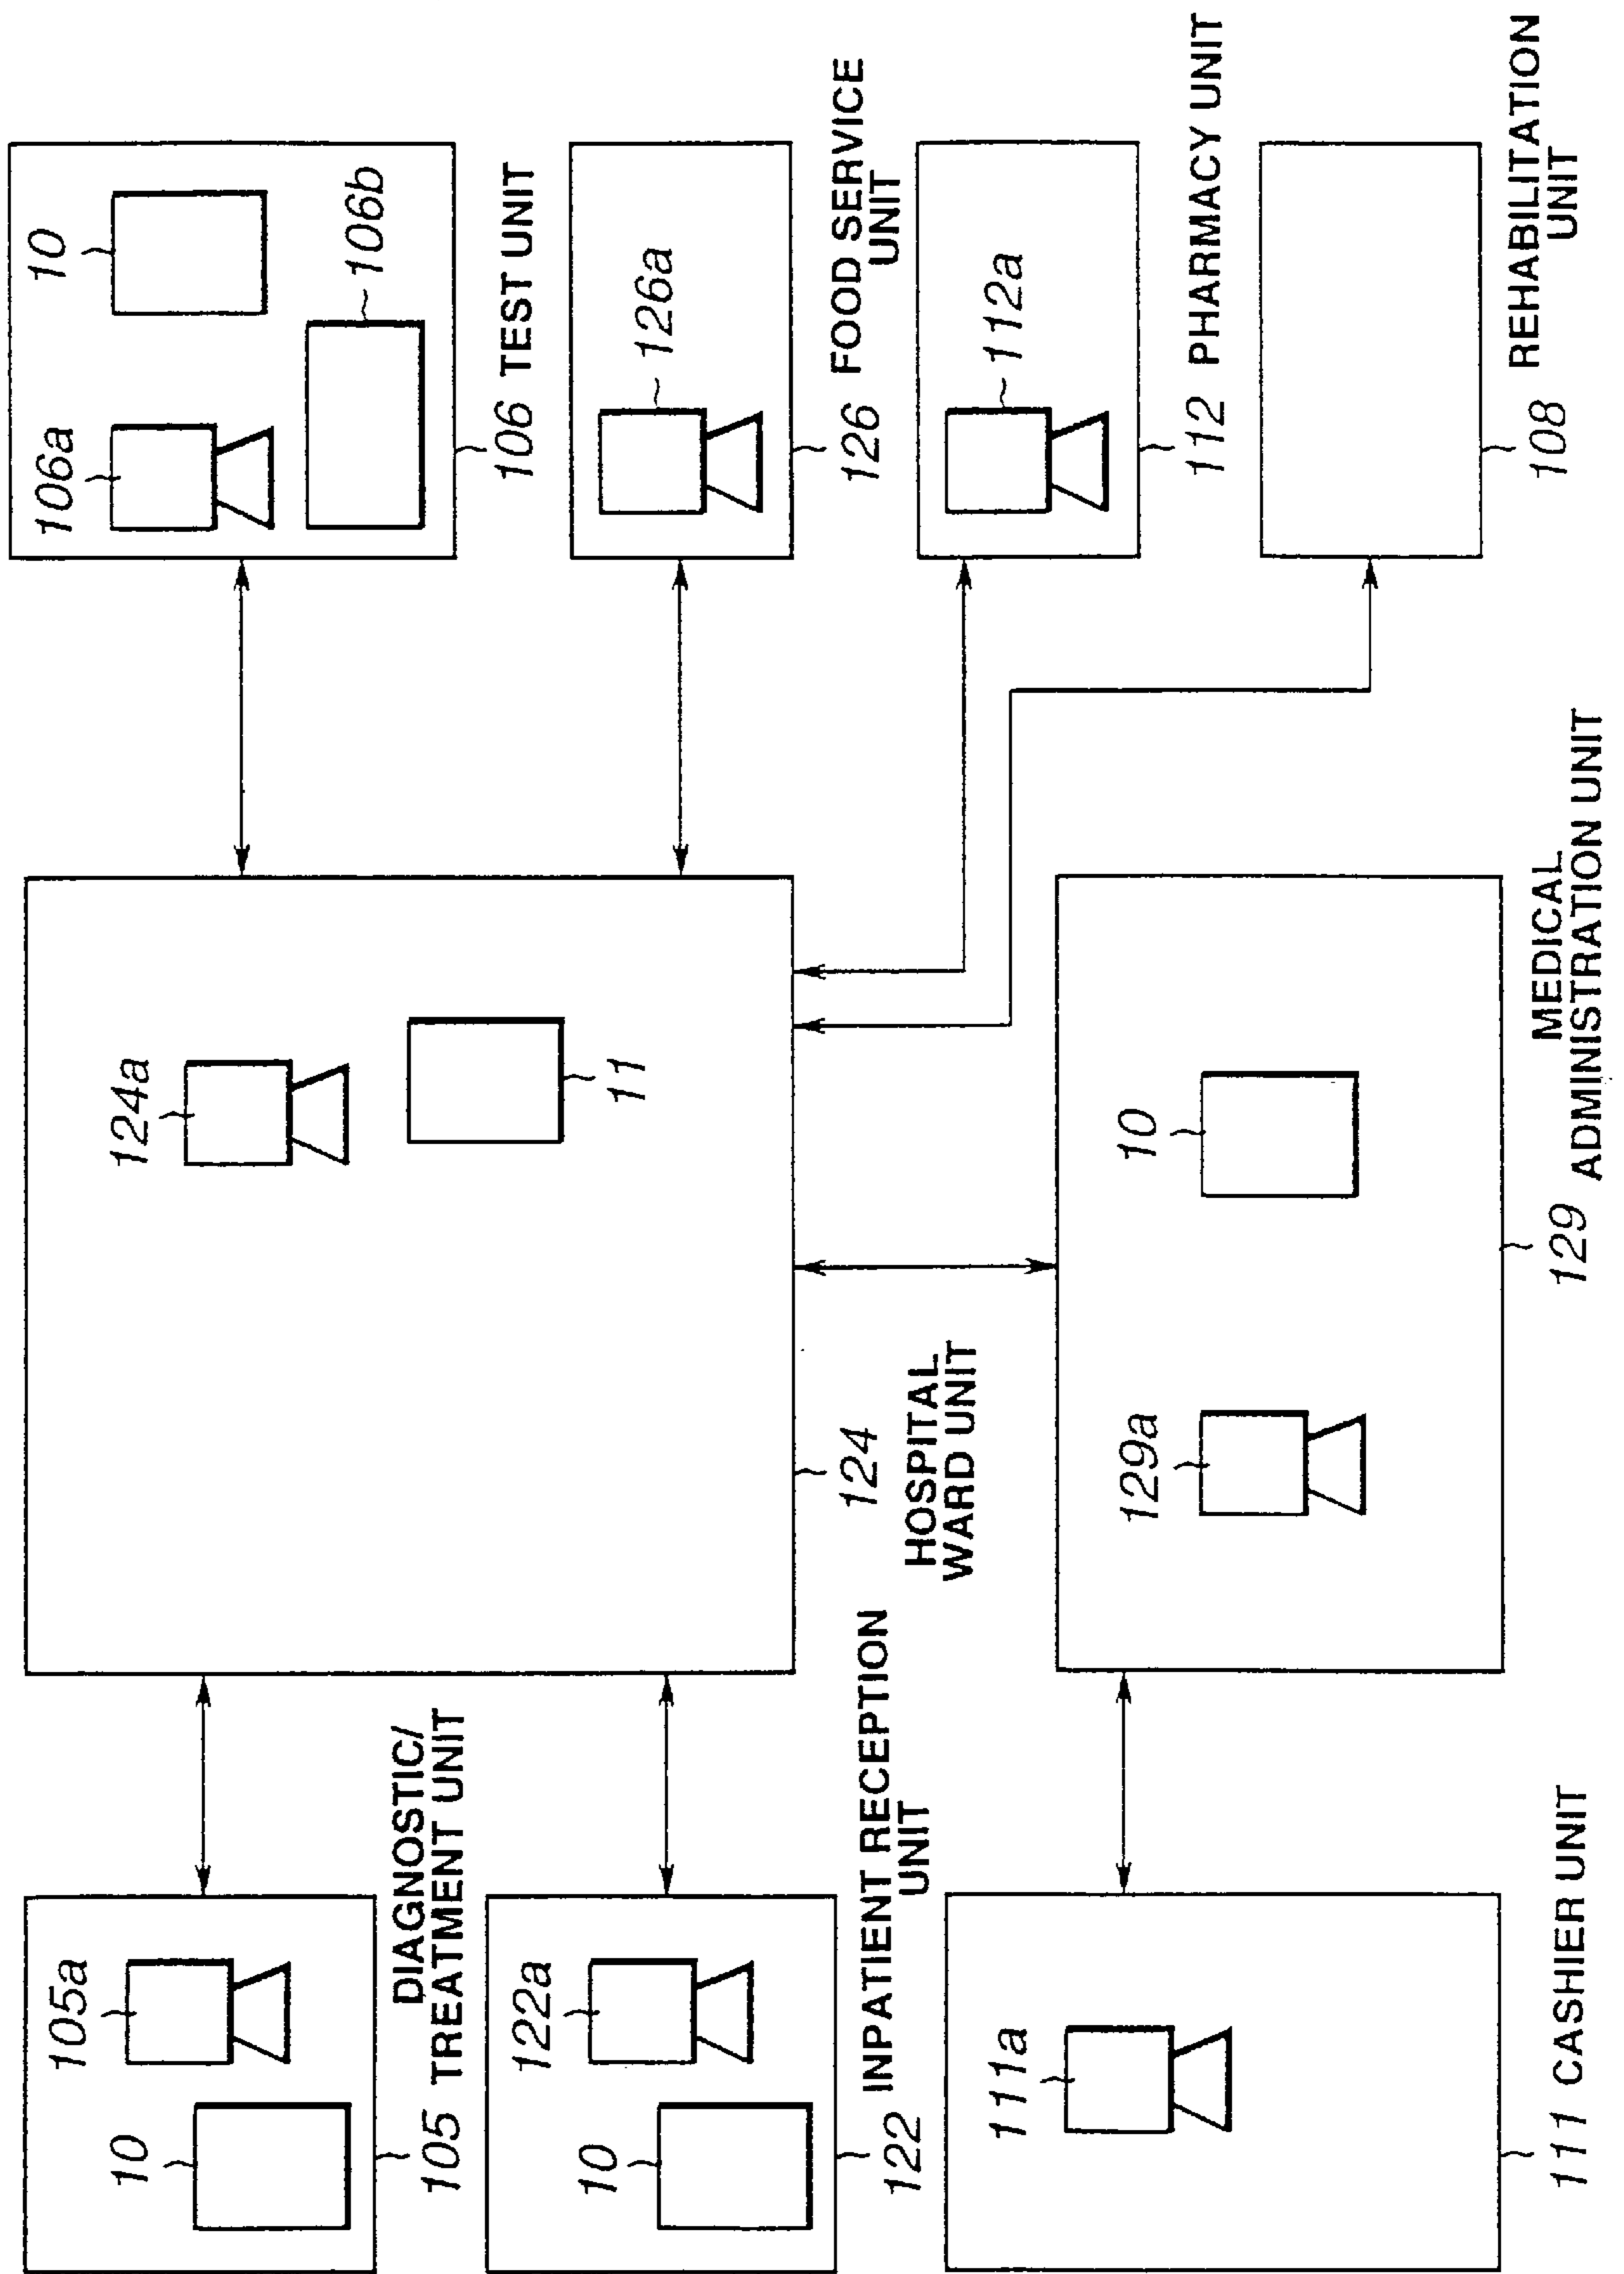 105a
10
105
DIAGNOSTIC/
TREATMENT UNIT
122a
10
122
INPATIENT RECEPTION
UNIT
111a
111 CASHIER UNIT
124a
11
124
HOSPITAL
WARD UNIT
129a
10
129
MEDICAL
ADMINISTRATION UNIT
106a
10
106b
106 TEST UNIT
126a
126
FOOD SERVICE
UNIT
112a
112 PHARMACY UNIT
108
REHABILITATION
UNIT